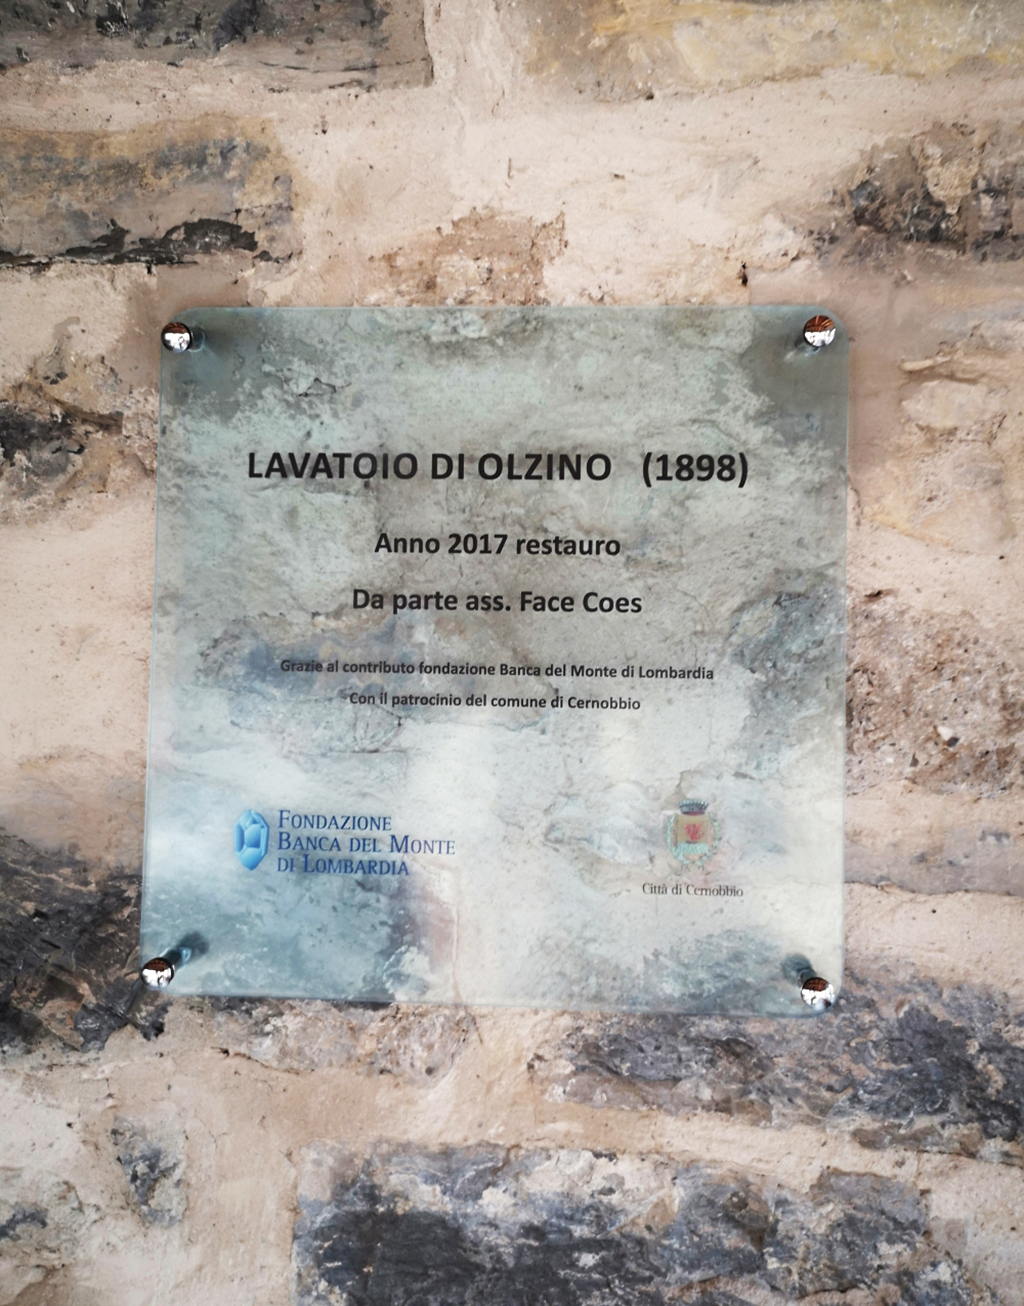 LAVATOIO DI OLZINO (1898)
Anno 2017 restauro
Da parte ass. Face Coes
Grazie al contributo fondazione Banca del Monte di Lombardia
Con il patrocinio del comune di Cernobbio
FONDAZIONE
BANCA DEL MONTE
DI LOMBARDIA
Città di Cernobbio